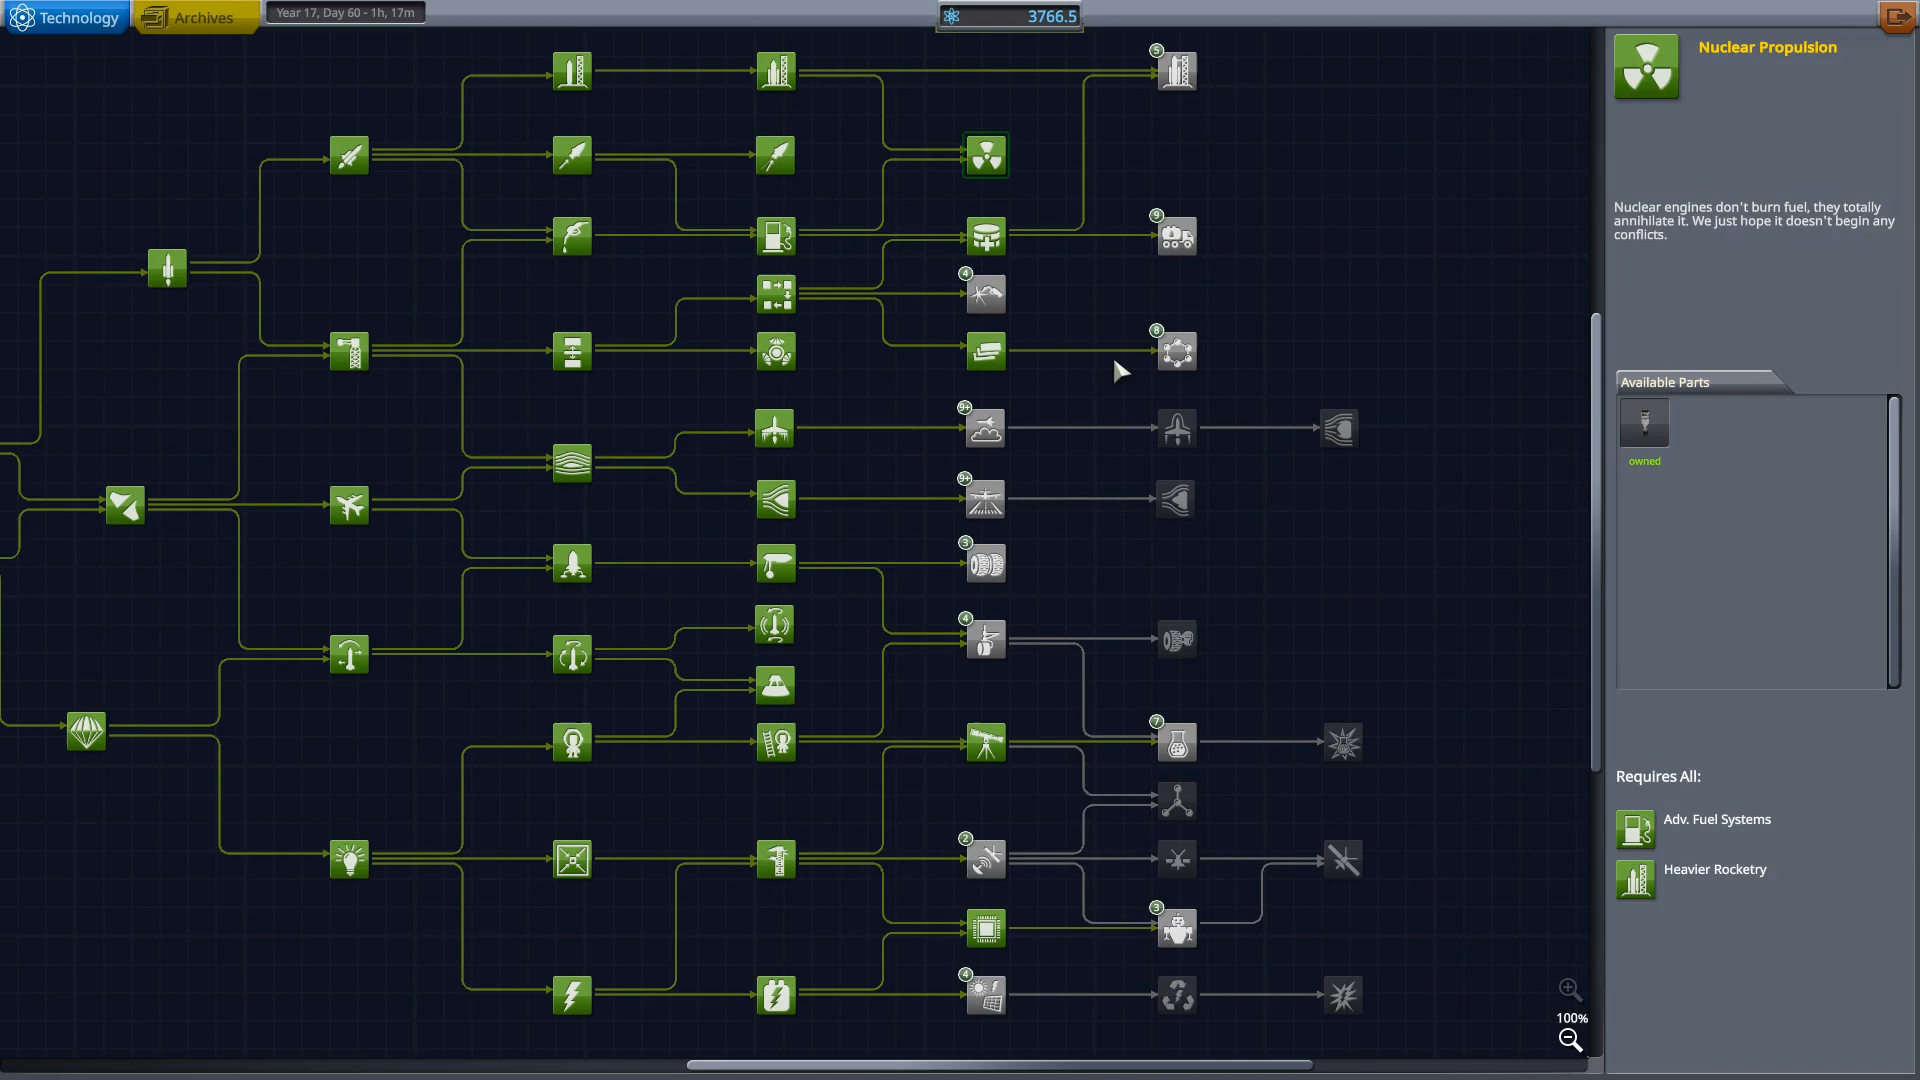 Technology
Archives
Year 17, Day 60 - 1h, 17m
3766.5
Nuclear Propulsion
Nuclear engines don't burn fuel, they totally
annihilate it. We just hope it doesn't begin any
conflicts.
Available Parts
owned
Requires All:
Adv. Fuel Systems
Heavier Rocketry
5
9
4
8
9+
9+
3
4
7
2
3
4
100%